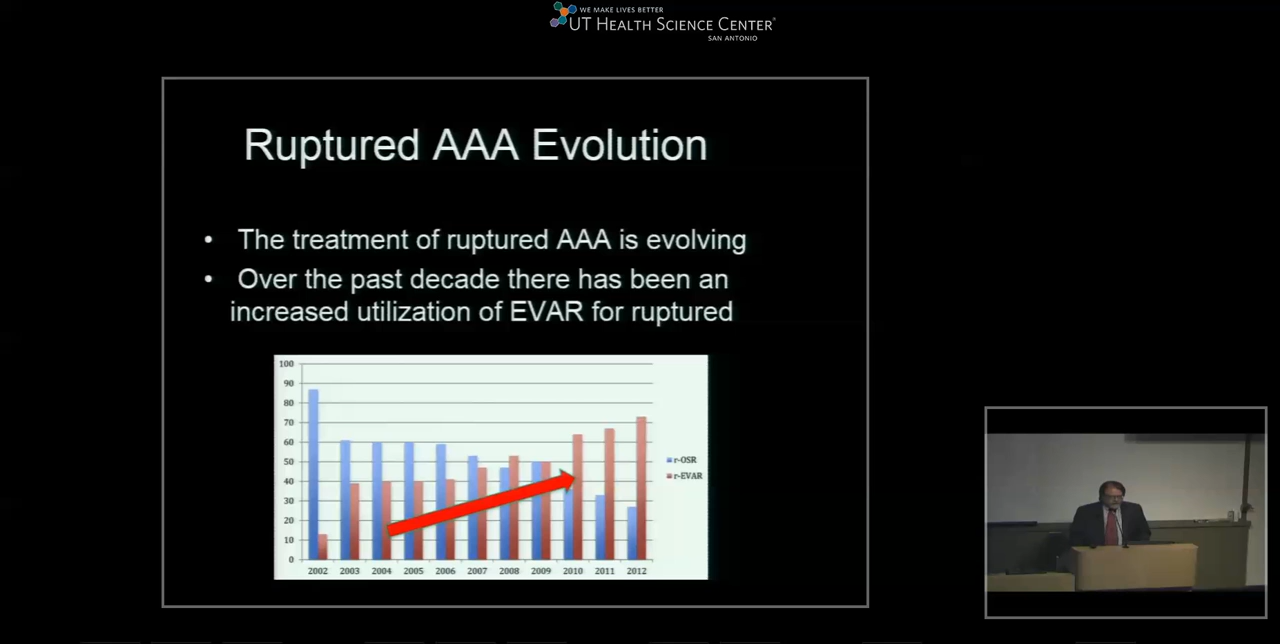 WE MAKE LIVES BETTER
UT HEALTH SCIENCE CENTER®
SAN ANTONIO
Ruptured AAA Evolution
• The treatment of ruptured AAA is evolving
• Over the past decade there has been an
increased utilization of EVAR for ruptured
100
90
80
70
60
50
40
30
20
10
0
2002 2003 2004 2005 2006 2007 2008 2009 2010 2011 2012
r-OSR
r-EVAR